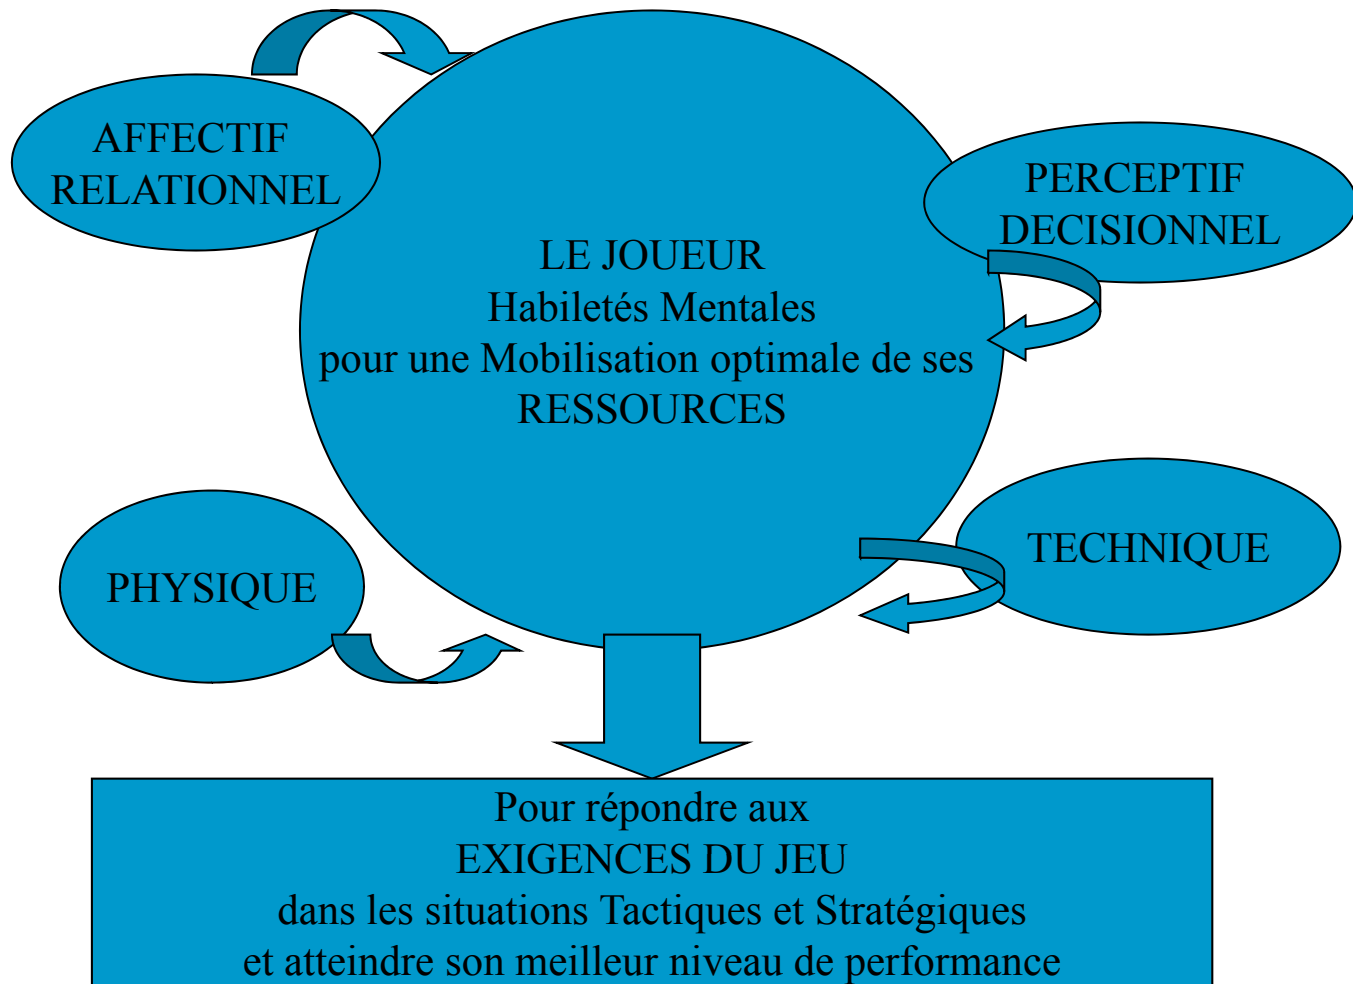 AFFECTIF
RELATIONNEL
PERCEPTIF
DECISIONNEL
LE JOUEUR
Habiletés Mentales
pour une Mobilisation optimale de ses
RESSOURCES
PHYSIQUE
TECHNIQUE
Pour répondre aux
EXIGENCES DU JEU
dans les situations Tactiques et Stratégiques
et atteindre son meilleur niveau de performance